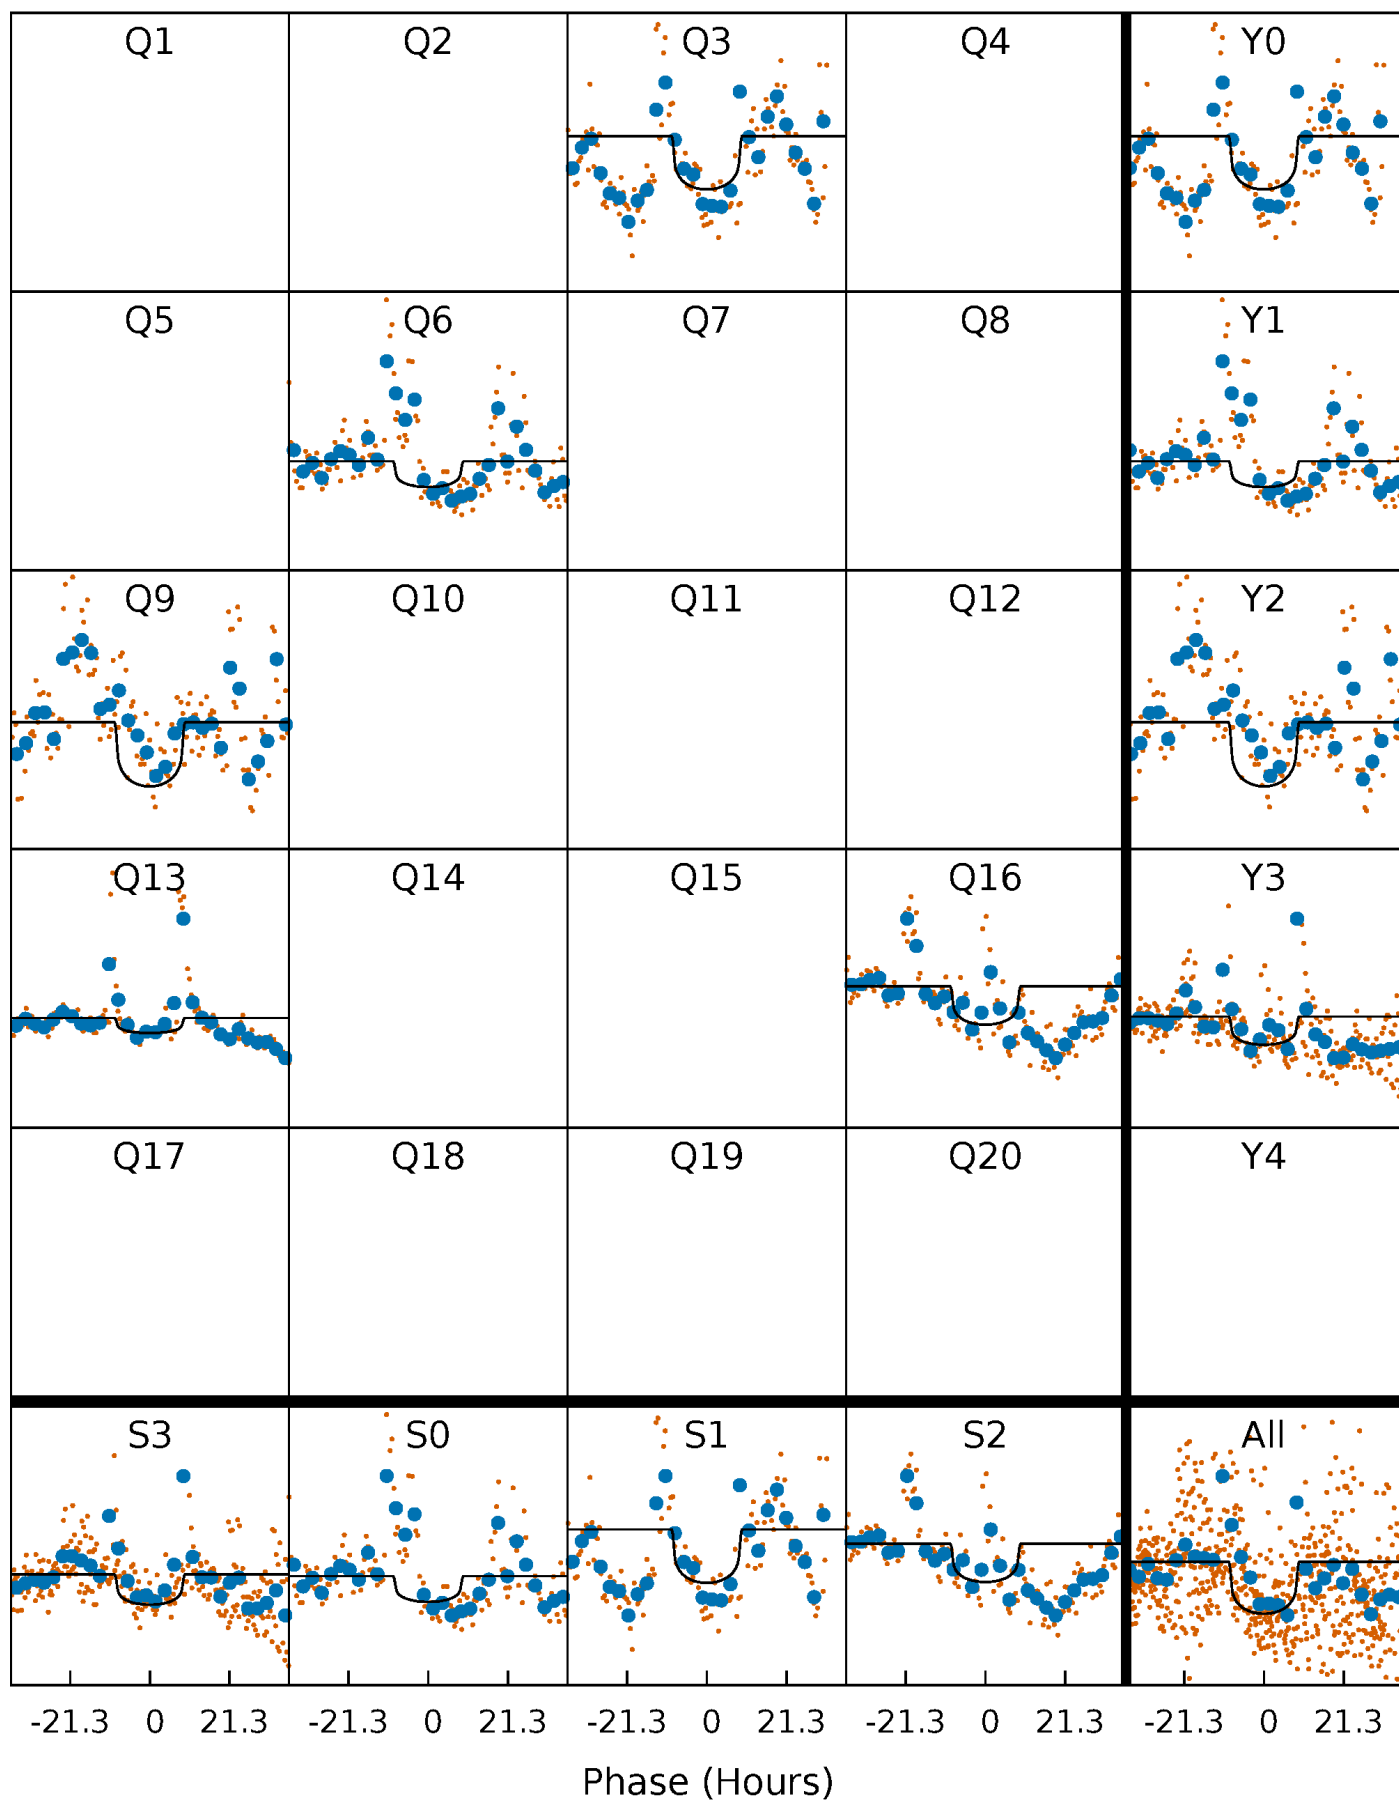 Q1 Q2 Q3 Q4 Y0
Q5 Q6 Q7 Q8 Y1
Q9 Q10 Q11 Q12 Y2
Q13 Q14 Q15 Q16 Y3
Q17 Q18 Q19 Q20 Y4
S3 S0 S1 S2 All
-21.3 0 21.3 -21.3 0 21.3 -21.3 0 21.3 -21.3 0 21.3 -21.3 0 21.3
Phase (Hours)